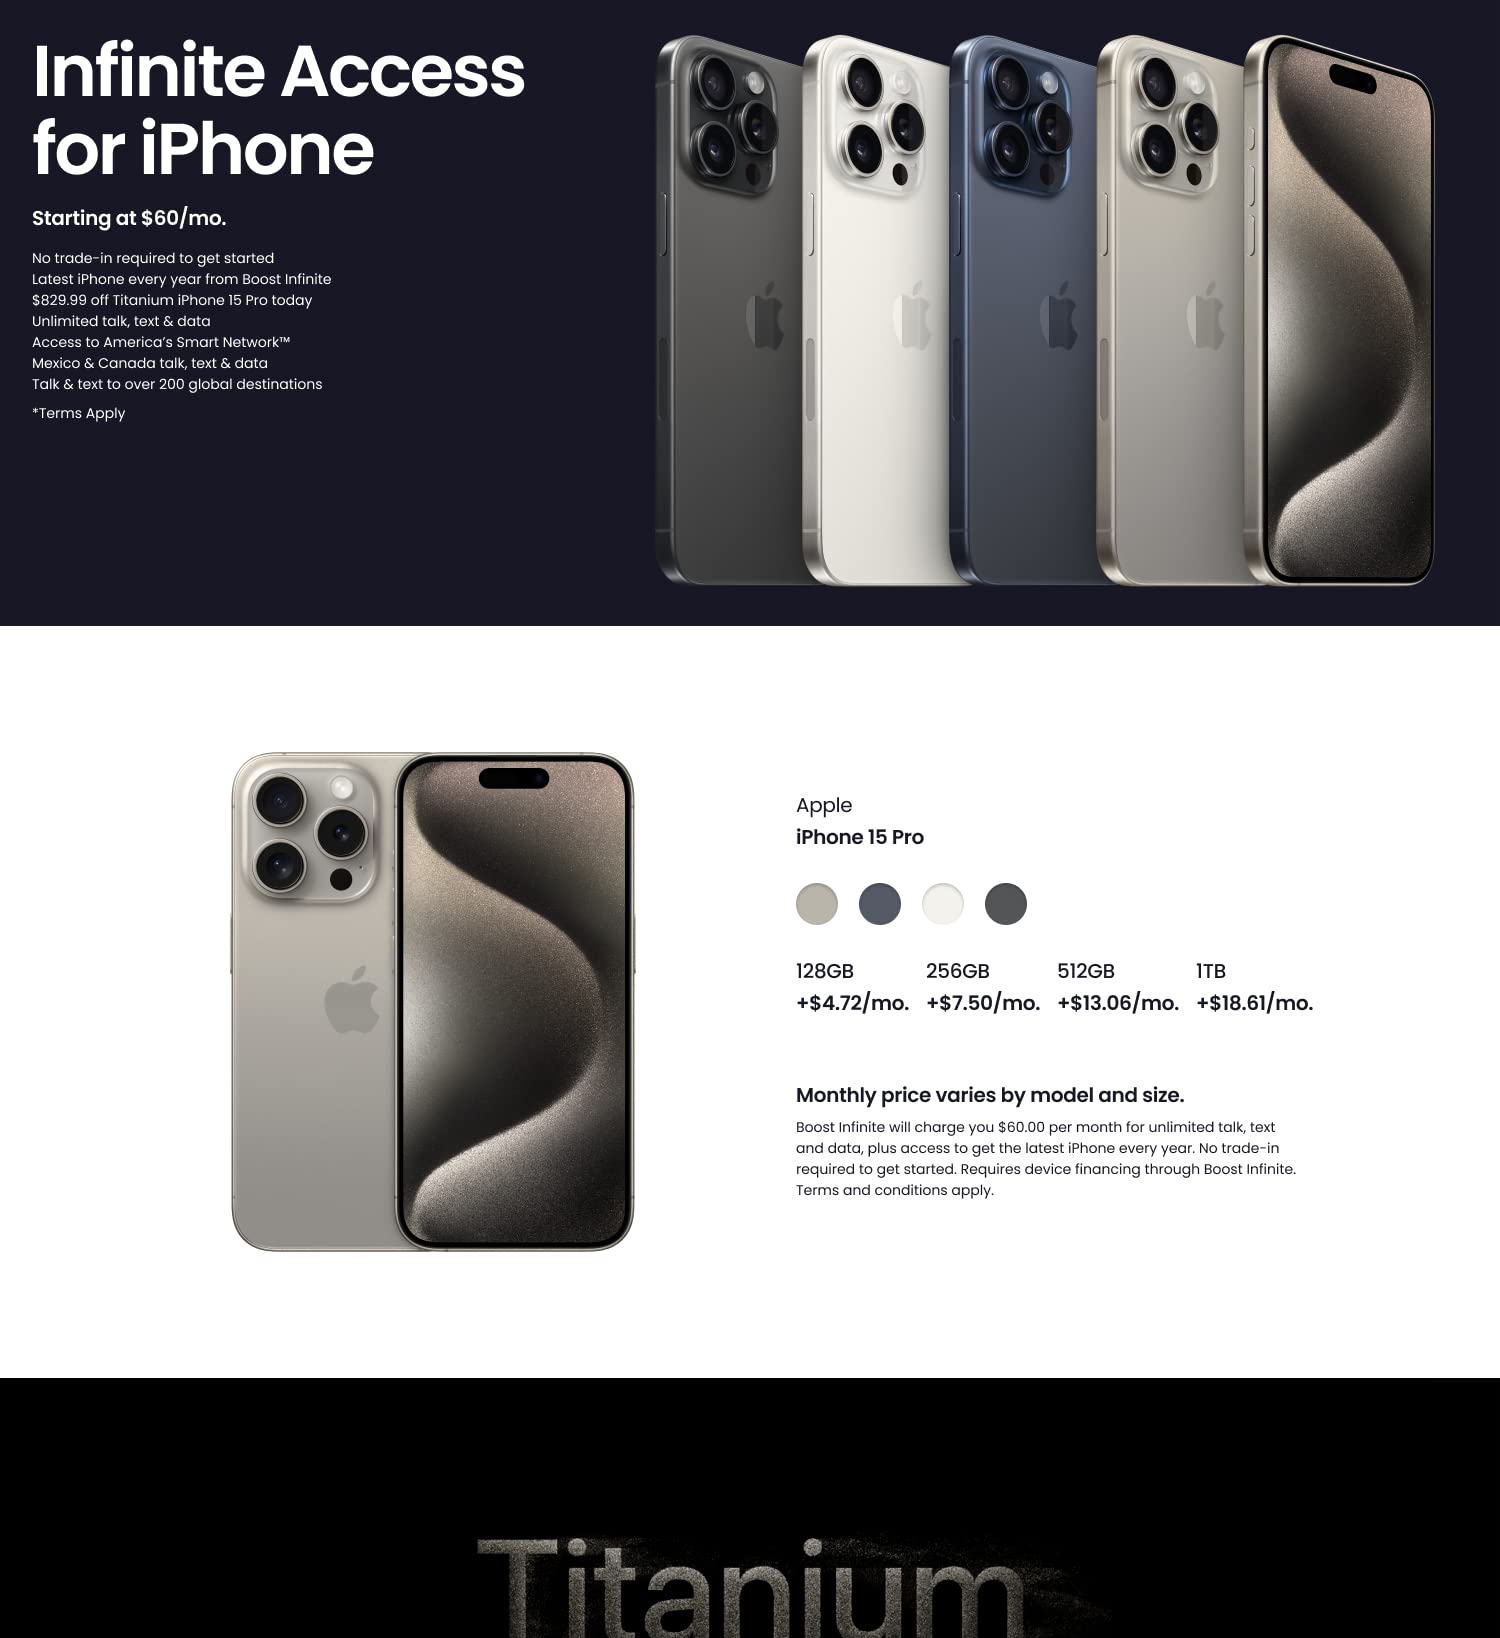 Infinite Access
for iPhone
Starting at $60/mo.
No trade-in required to get started
Latest iPhone every year from Boost Infinite
$829.99 off Titanium iPhone 15 Pro today
Unlimited talk, text & data
Access to America’s Smart Network™
Mexico & Canada talk, text & data
Talk & text to over 200 global destinations
*Terms Apply
Apple
iPhone 15 Pro
128GB 256GB 512GB 1TB
+$4.72/mo. +$7.50/mo. +$13.06/mo. +$18.61/mo.
Monthly price varies by model and size.
Boost Infinite will charge you $60.00 per month for unlimited talk, text
and data, plus access to get the latest iPhone every year. No trade-in
required to get started. Requires device financing through Boost Infinite.
Terms and conditions apply.
Titanium